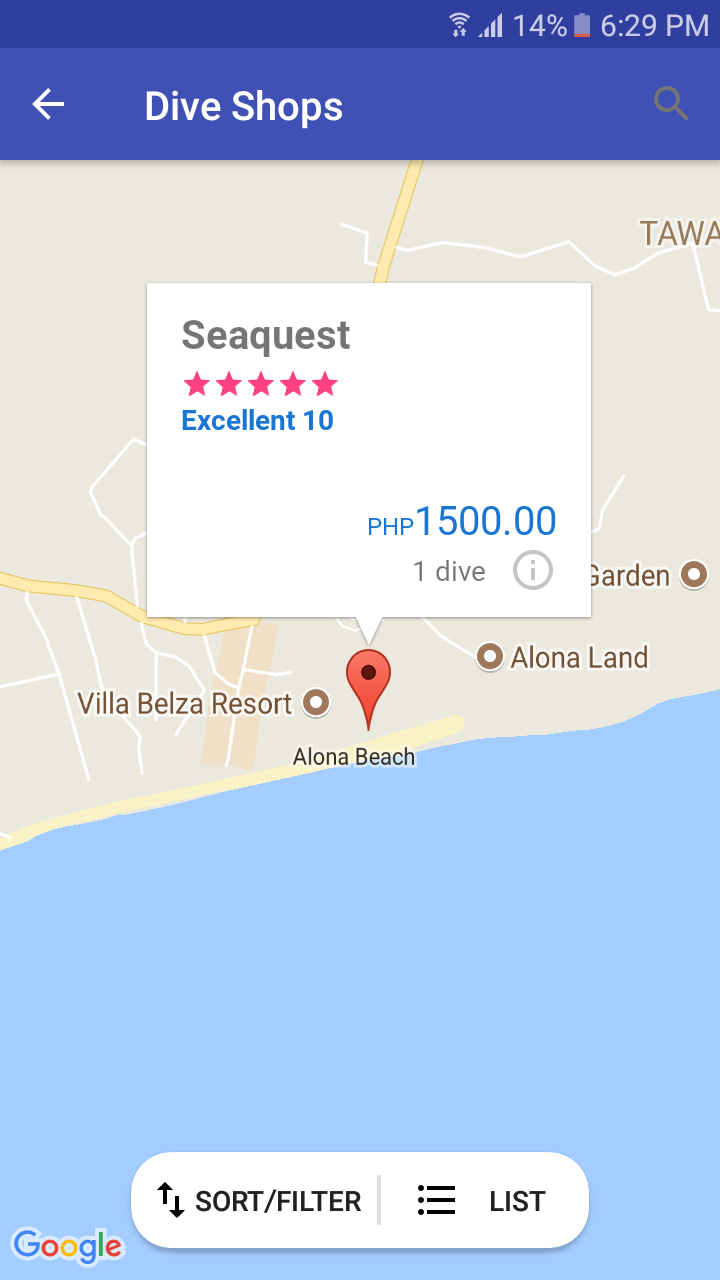 14% 6:29 PM
Dive Shops
TAWA
Seaquest
Excellent 10
PHP1500.00
1 dive
Garden
Alona Land
Villa Belza Resort
Alona Beach
SORT/FILTER
LIST
Google